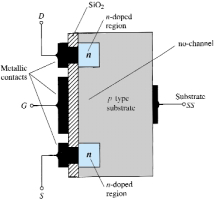 SiO2
D
n-doped
region
n
no-channel
Metallic
contacts
p-type
substrate
Substrate
G
SS
n
n-doped
region
S